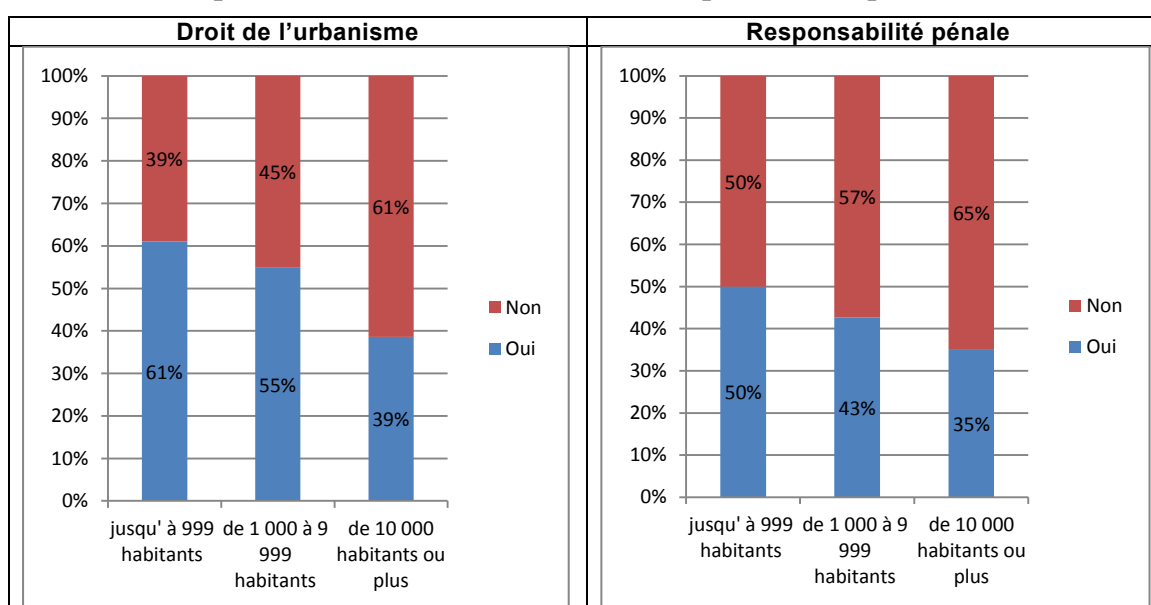 Droit de l'urbanisme
100%
90%
80%
70%
60%
50%
40%
30%
20%
10%
0%
39%
45%
61%
61%
55%
39%
Non
Oui
jusqu' à 999
habitants
de 1 000 à 9
999
habitants
de 10 000
habitants ou
plus
Responsabilité pénale
100%
90%
80%
70%
60%
50%
40%
30%
20%
10%
0%
50%
57%
65%
50%
43%
35%
Non
Oui
jusqu' à 999
habitants
de 1 000 à 9
999
habitants
de 10 000
habitants ou
plus